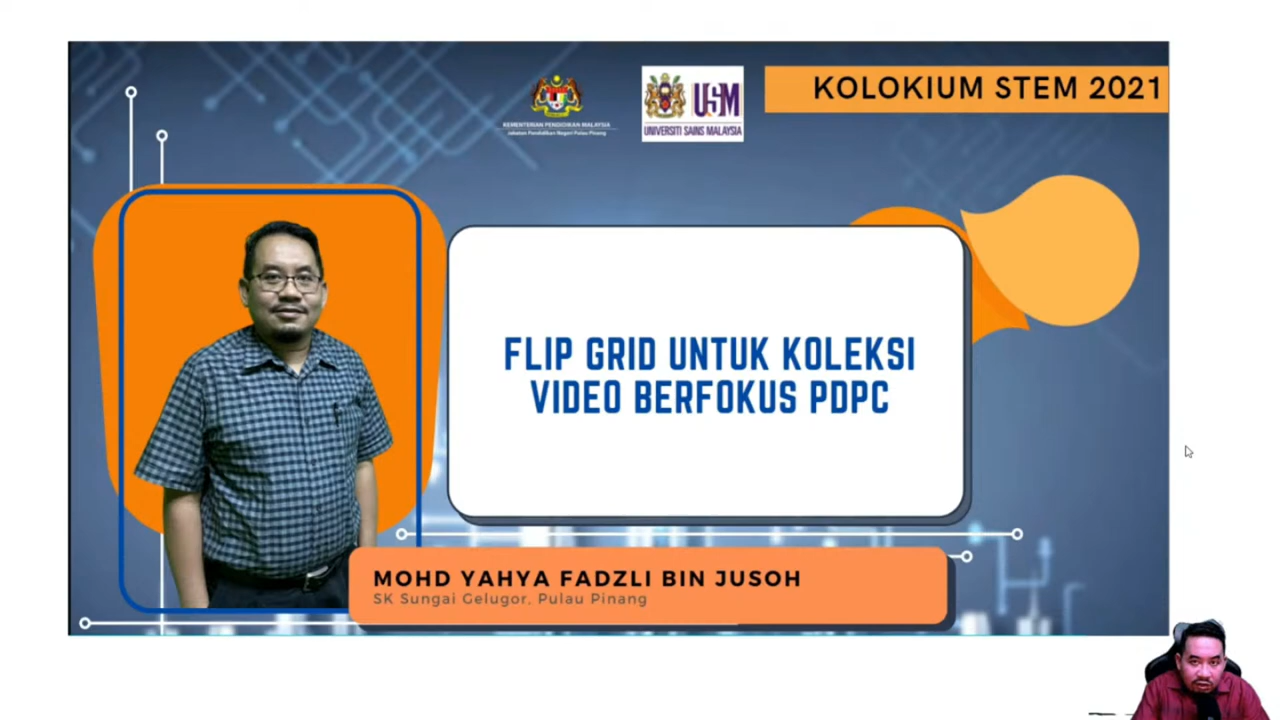 KEMENTERIAN PENDIDIKAN MALAYSIA
Jabatan Pendidikan Negeri Pulau Pinang
USM
UNIVERSITI SAINS MALAYSIA
KOLOKIUM STEM 2021
FLIP GRID UNTUK KOLEKSI
VIDEO BERFOKUS PDPC
MOHD YAHYA FADZLI BIN JUSOH
SK Sungai Gelugor, Pulau Pinang